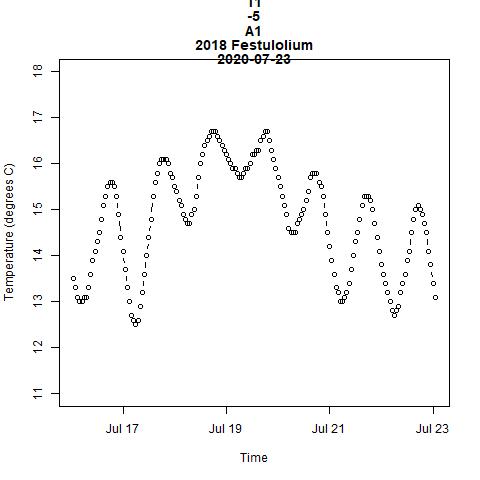 T1
-5
A1
2018 Festulolium
2020-07-23
Temperature (degrees C)
18
17
16
15
14
13
12
11
Jul 17
Jul 19
Jul 21
Jul 23
Time